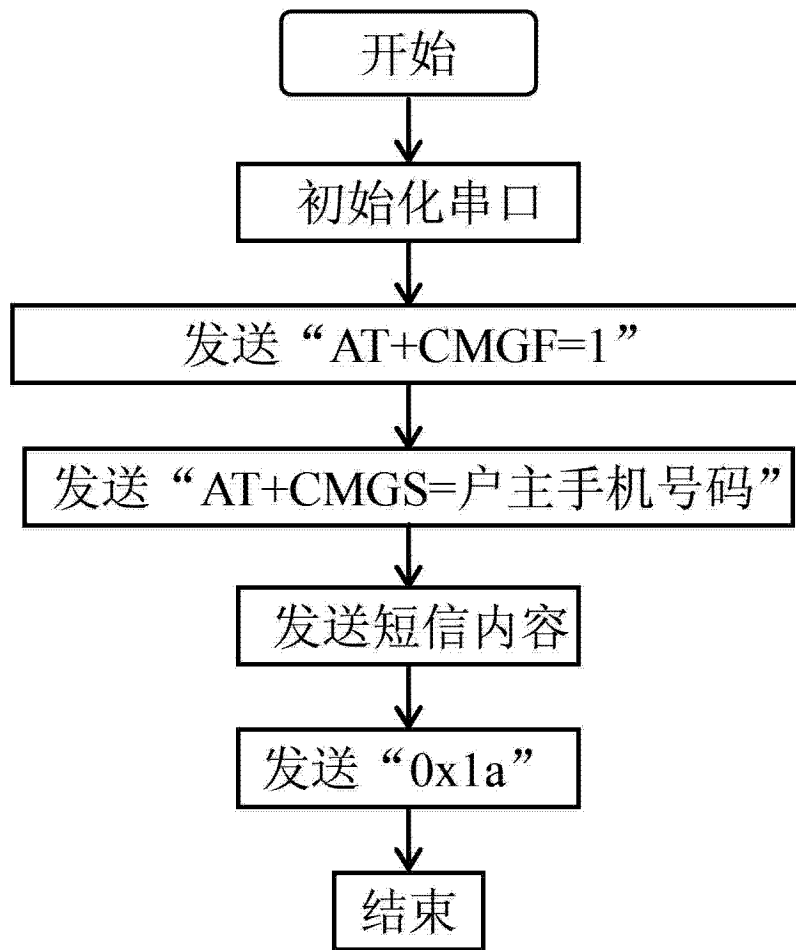 开始
初始化串口
发送“AT+CMGF=1”
发送“AT+CMGS=户主手机号码”
发送短信内容
发送“0x1a”
结束